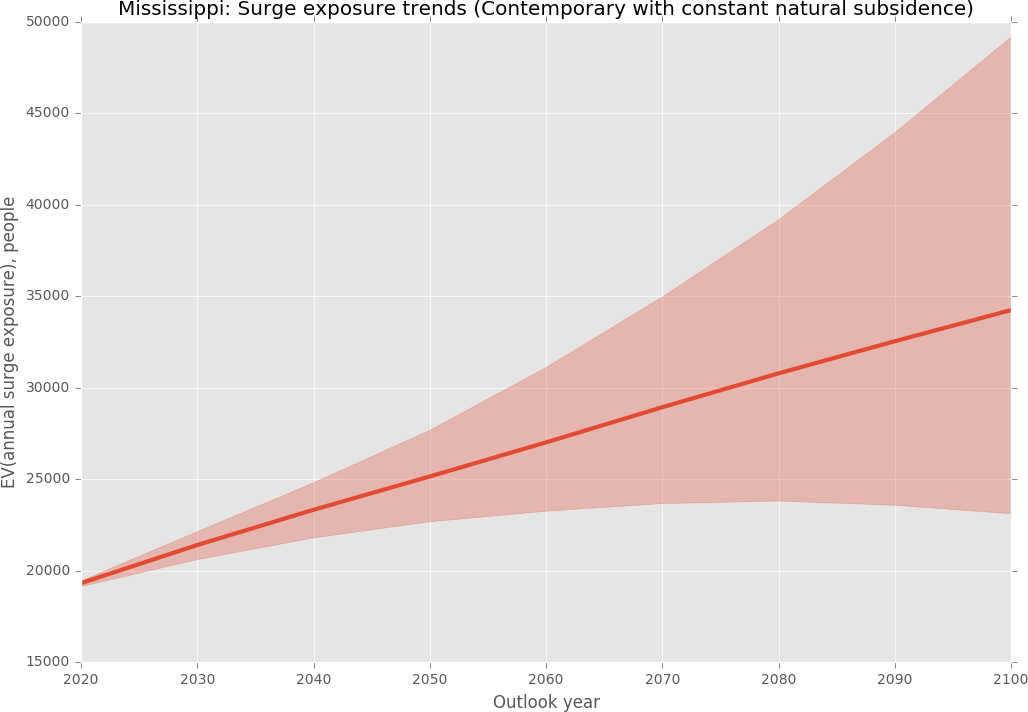 Mississippi: Surge exposure trends (Contemporary with constant natural subsidence)
EV(annual surge exposure), people
50000
45000
40000
35000
30000
25000
20000
15000
2020 2030 2040 2050 2060 2070 2080 2090 2100
Outlook year